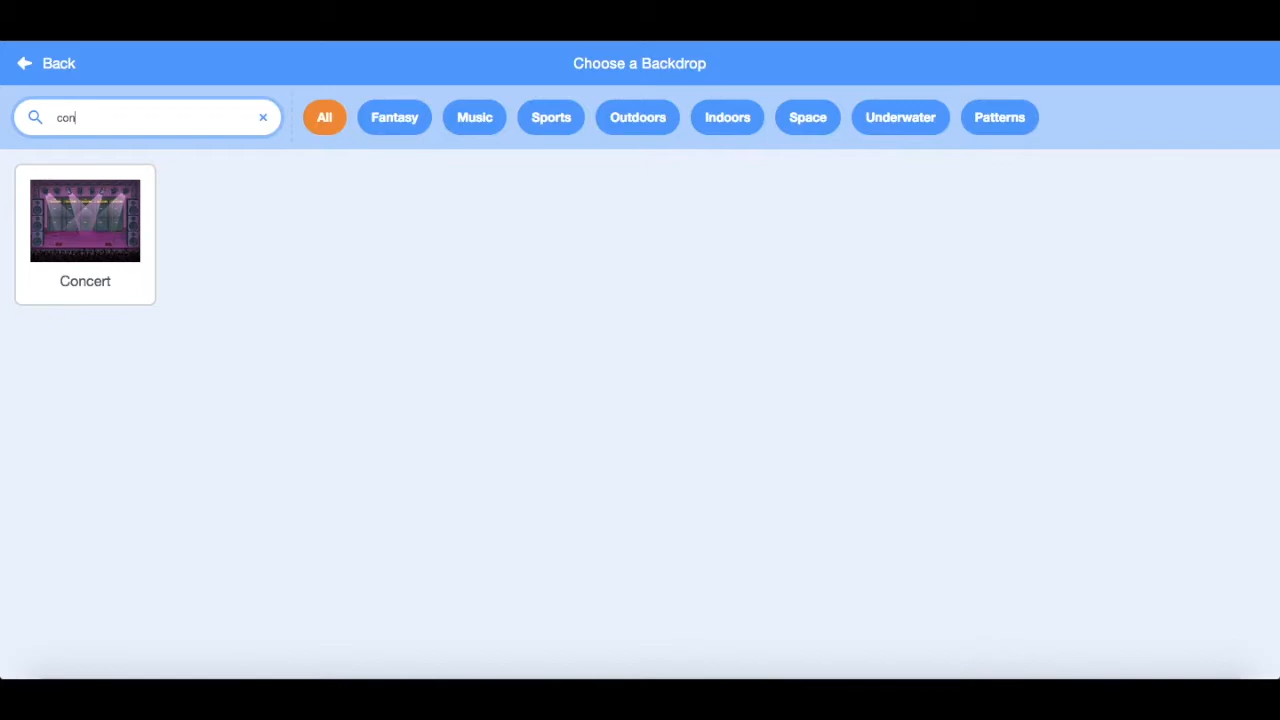 Back
Choose a Backdrop
con
All
Fantasy
Music
Sports
Outdoors
Indoors
Space
Underwater
Patterns
Concert